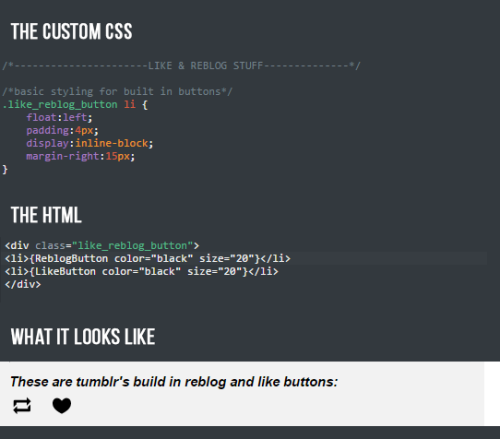 THE CUSTOM CSS
/*----------------------LIKE & REBLOG STUFF--------------*/
/*basic styling for built in buttons*/
.like_reblog_button li {
float:left;
padding:4px;
display:inline-block;
margin-right:15px;
}
THE HTML
<div class="like_reblog_button">
<li>{ReblogButton color="black" size="20"}</li>
<li>{LikeButton color="black" size="20"}</li>
</div>
WHAT IT LOOKS LIKE
These are tumblr's build in reblog and like buttons: